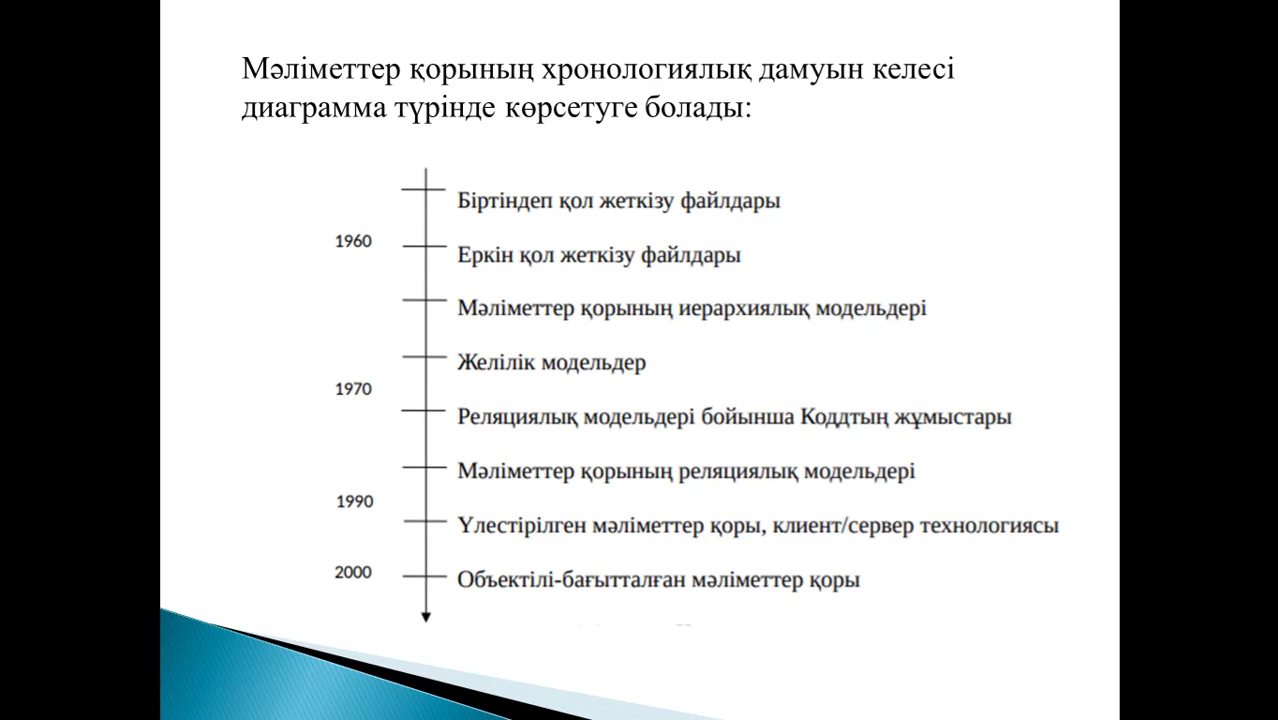 Мәліметтер қорының хронологиялық дамуын келесі
диаграмма түрінде көрсетуге болады:
Біртіндеп қол жеткізу файлдары
1960
Еркін қол жеткізу файлдары
Мәліметтер қорының иерархиялық модельдері
Желілік модельдер
1970
Реляциялық модельдері бойынша Коддтың жұмыстары
Мәліметтер қорының реляциялық модельдері
1990
Үлестірілген мәліметтер қоры, клиент/сервер технологиясы
2000
Объектілі-бағытталған мәліметтер қоры